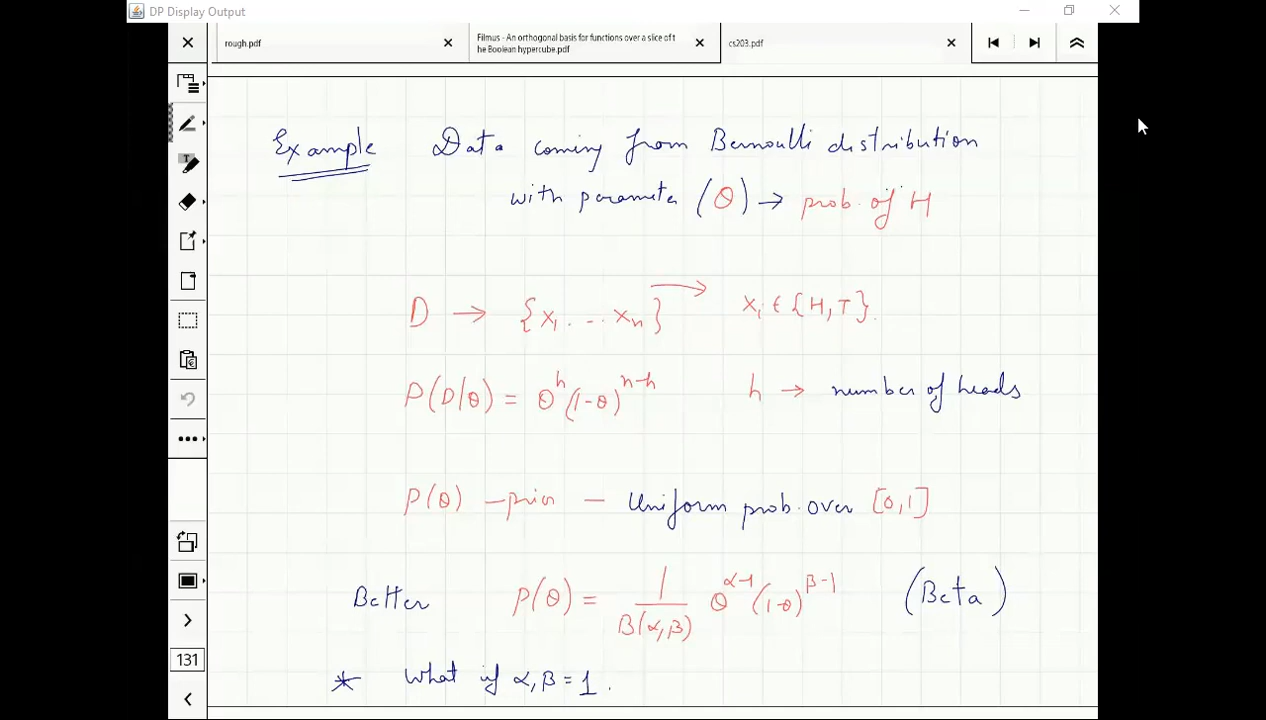 DP Display Output
rough.pdf
Filmus - An orthogonal basis for functions over a slice of t
he Boolean hypercube.pdf
cs203.pdf
Example Data coming from Bernoulli distribution
with parameter (θ) → prob. of H
D → {x₁ . . . . xₙ} → xᵢ ∈ {H, T}.
P(D|θ) = θ^h (1-θ)^{n-h} h → number of heads
P(θ) - prior - Uniform prob. over [0,1]
Better P(θ) = 1/B(α,β) θ^{α-1} (1-θ)^{β-1} (Beta)
131
* What if α, β = 1.